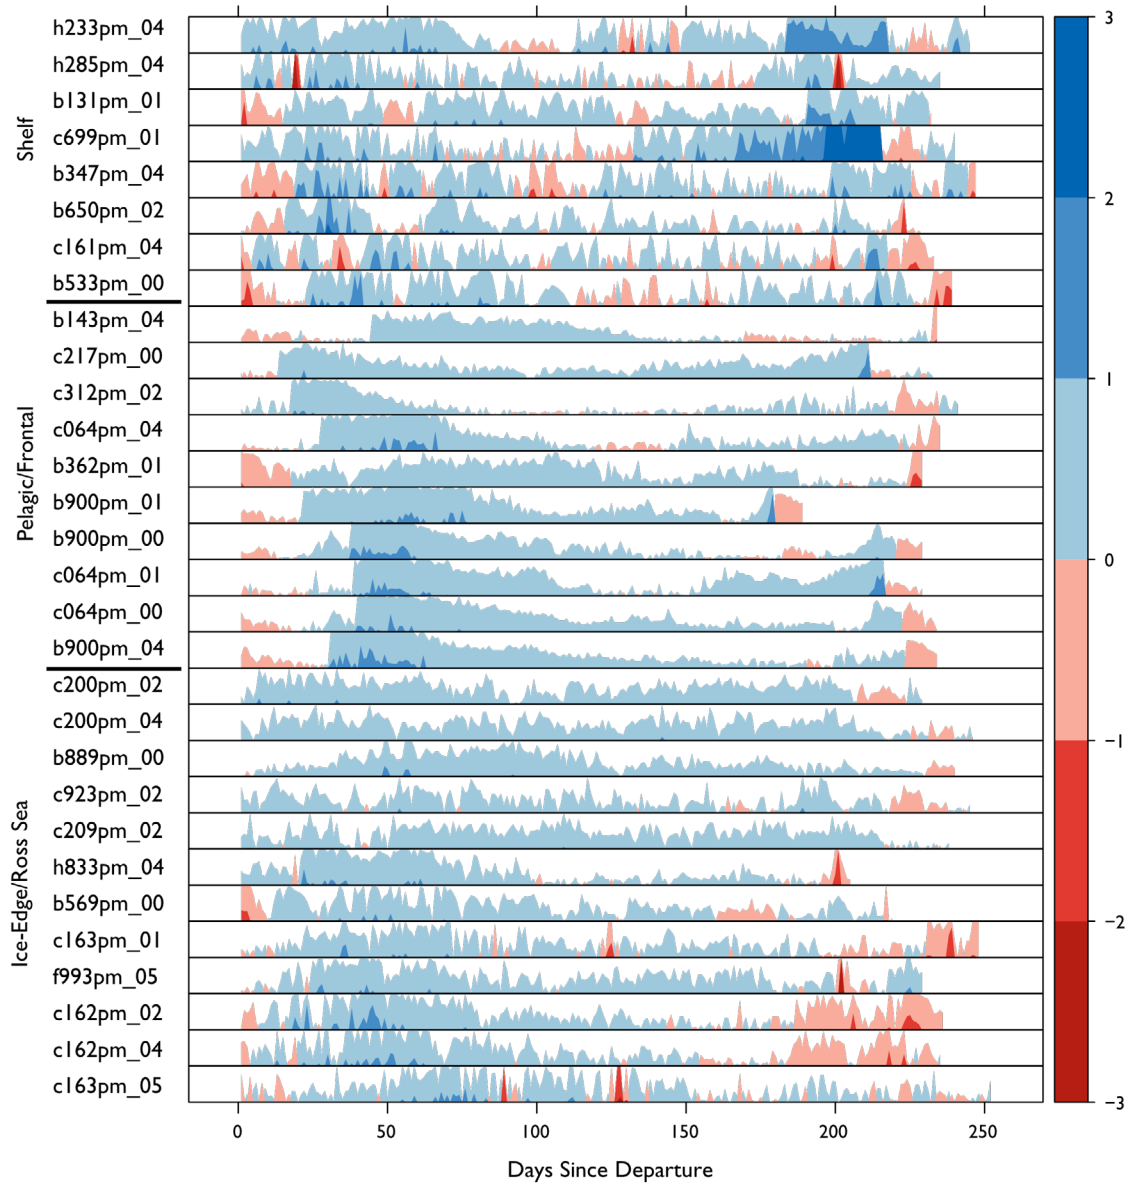 Shelf
h233pm_04
h285pm_04
b131pm_01
c699pm_01
b347pm_04
b650pm_02
c161pm_04
b533pm_00
Pelagic/Frontal
b143pm_04
c217pm_00
c312pm_02
c064pm_04
b362pm_01
b900pm_01
b900pm_00
c064pm_01
c064pm_00
b900pm_04
Ice-Edge/Ross Sea
c200pm_02
c200pm_04
b889pm_00
c923pm_02
c209pm_02
h833pm_04
b569pm_00
c163pm_01
f993pm_05
c162pm_02
c162pm_04
c163pm_05
0 50 100 150 200 250
Days Since Departure
3
2
1
0
−1
−2
−3